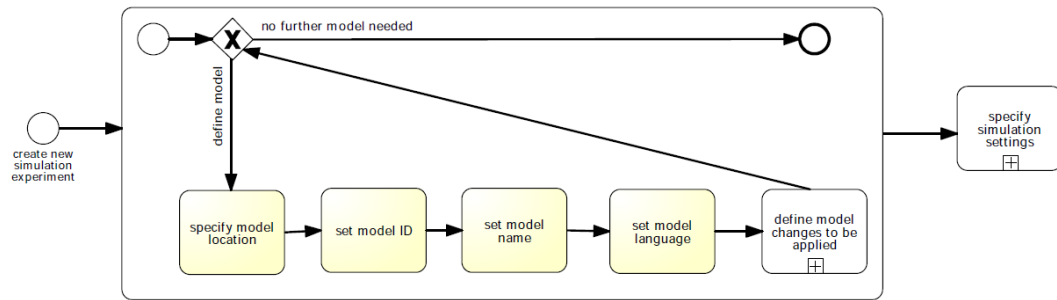 no further model needed
define model
create new
simulation
experiment
specify model
location
set model ID
set model
name
set model
language
define model
changes to be
applied
specify
simulation
settings